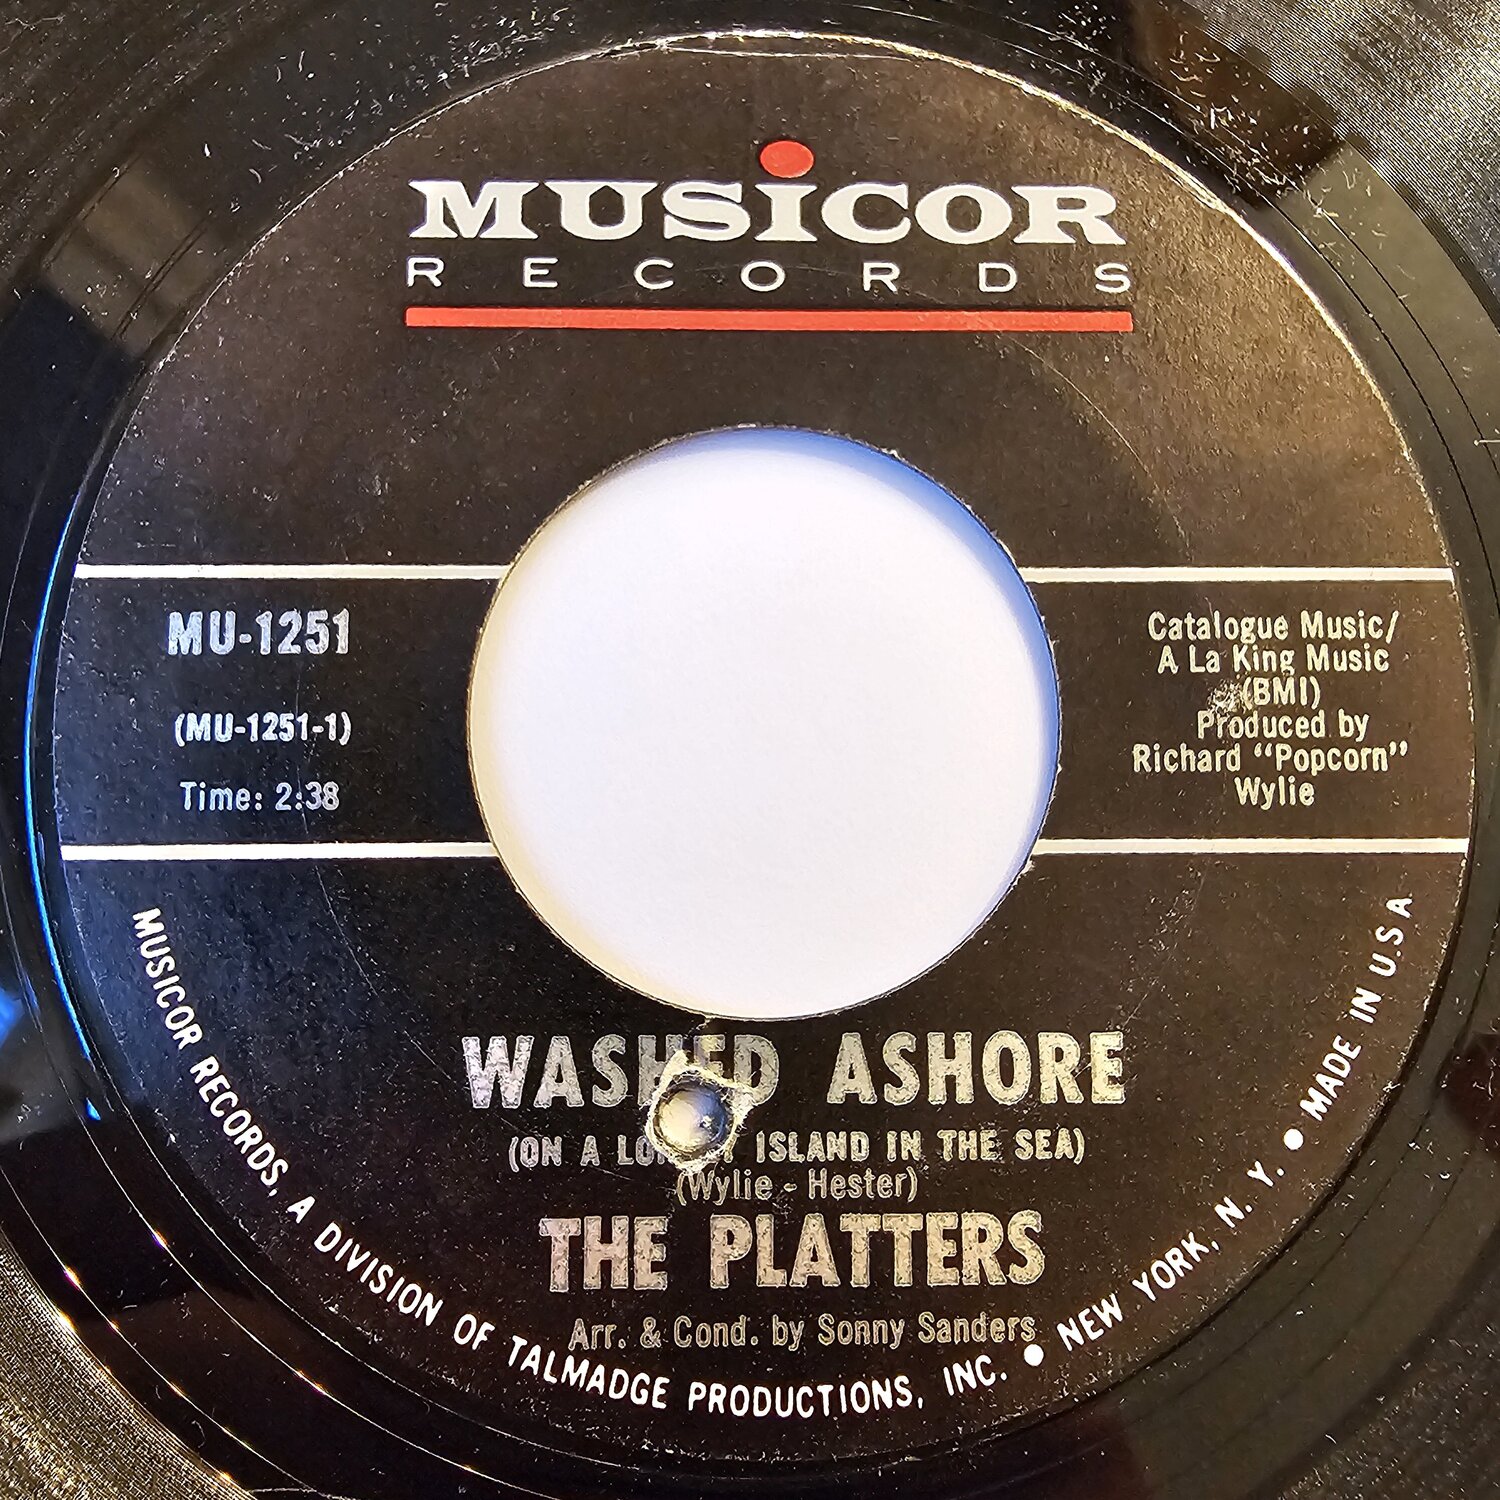 MUSiCOR
RECORDS
MU-1251
(MU-1251-1)
Time: 2:38
Catalogue Music/
A La King Music
(BMI)
Produced by
Richard “Popcorn”
Wylie
WASHED ASHORE
(ON A ISLAND IN THE SEA)
(Wylie - Hester)
THE PLATTERS
Arr. & Cond. by Sonny Sanders
MUSICOR RECORDS, A DIVISION OF TALMADGE PRODUCTIONS, INC. ● NEW YORK, N. Y. ● MADE IN U.S.A